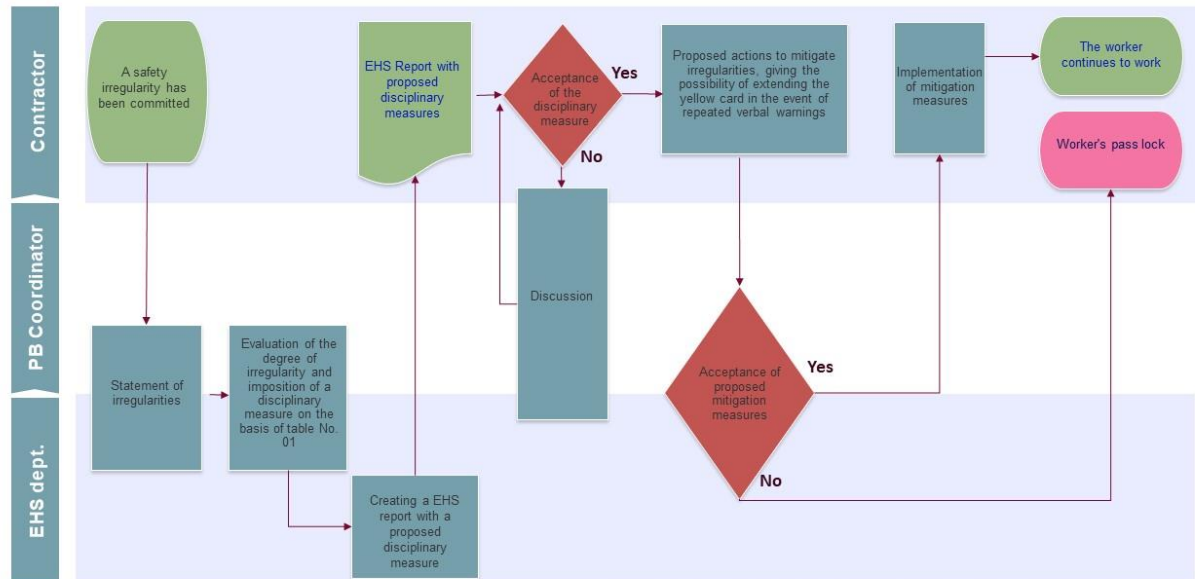 Contractor
A safety
irregularity has
been committed
EHS Report with
proposed
disciplinary
measures
Acceptance
of the
disciplinary
measure
Yes
No
Proposed actions to mitigate
irregularities, giving the
possibility of extending the
yellow card in the event of
repeated verbal warnings
Implementation
of mitigation
measures
The worker
continues to work
Worker's pass lock
PB Coordinator
Statement of
irregularities
Evaluation of the
degree of
irregularity and
imposition of a
disciplinary
measure on the
basis of table No.
01
Discussion
Acceptance of
proposed
mitigation
measures
Yes
No
EHS dept.
Creating a EHS
report with a
proposed
disciplinary
measure